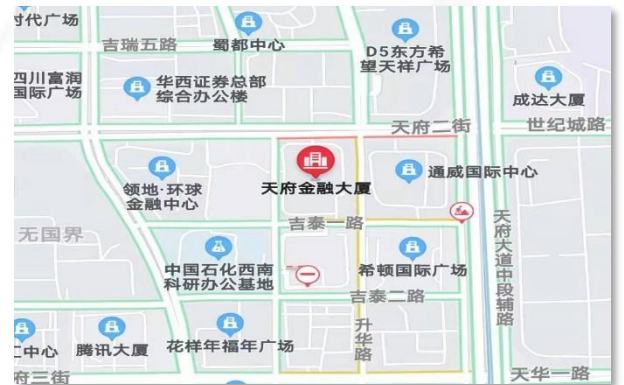 时代广场
吉瑞五路
蜀都中心
D5东方希
望天祥广场
四川富润
国际广场
华西证券总部
综合办公楼
成达大厦
天府二街
世纪城路
领地·环球
金融中心
天府金融大厦
通威国际中心
吉泰一路
无国界
中国石化西南
科研办公基地
希顿国际广场
天府大道中段辅路
吉泰二路
升华路
汇中心
腾讯大厦
花样年福年广场
府三街
天华一路